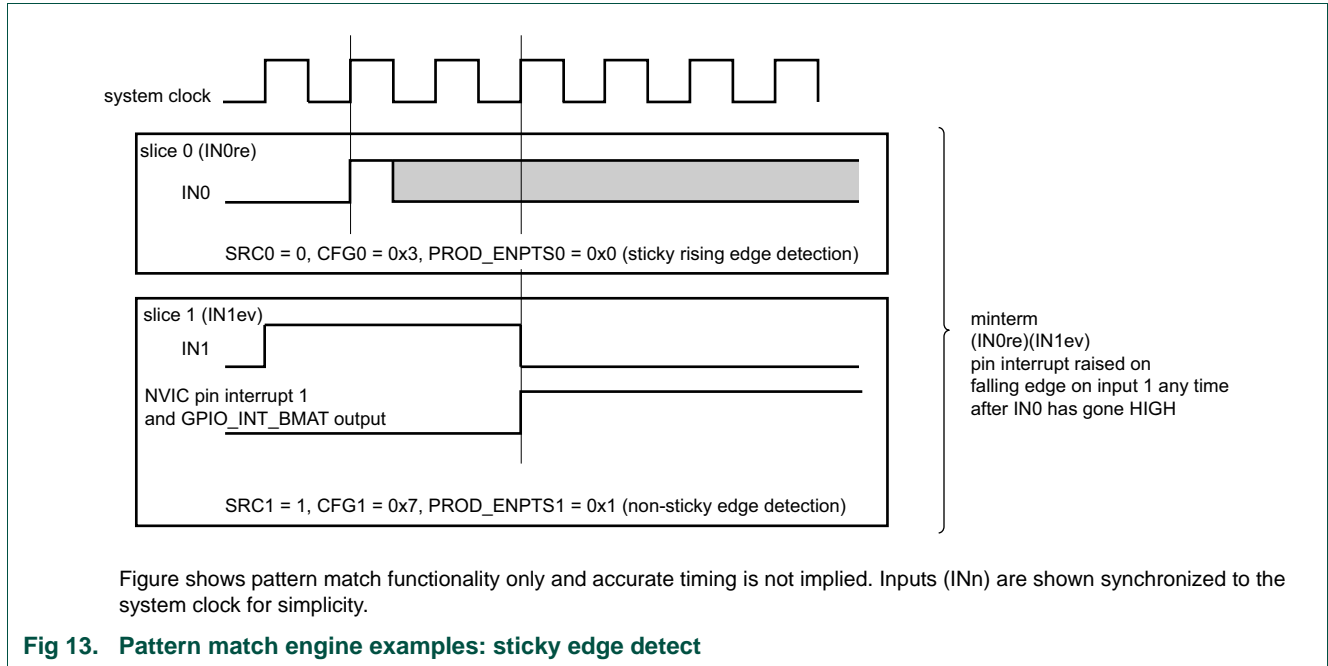 system clock
slice 0 (IN0re)
IN0
SRC0 = 0, CFG0 = 0x3, PROD_ENPTS0 = 0x0 (sticky rising edge detection)
slice 1 (IN1ev)
IN1
NVIC pin interrupt 1
and GPIO_INT_BMAT output
SRC1 = 1, CFG1 = 0x7, PROD_ENPTS1 = 0x1 (non-sticky edge detection)
minterm
(IN0re)(IN1ev)
pin interrupt raised on
falling edge on input 1 any time
after IN0 has gone HIGH
Figure shows pattern match functionality only and accurate timing is not implied. Inputs (INn) are shown synchronized to the
system clock for simplicity.
Fig 13. Pattern match engine examples: sticky edge detect